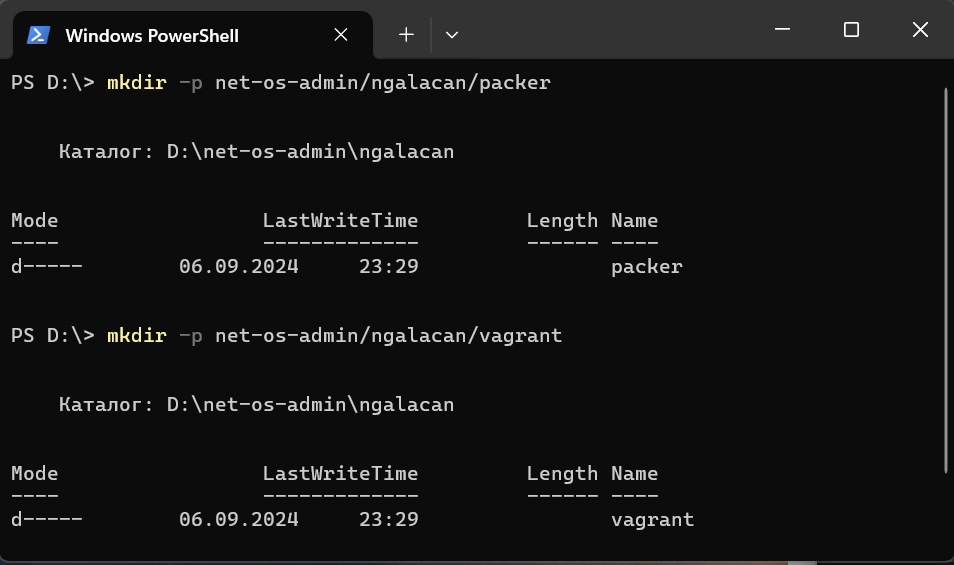 Windows PowerShell
PS D:\> mkdir -p net-os-admin/ngalacan/packer
Каталог: D:\net-os-admin\ngalacan
Mode LastWriteTime Length Name
---- ------------- ------ ----
d----- 06.09.2024 23:29 packer
PS D:\> mkdir -p net-os-admin/ngalacan/vagrant
Каталог: D:\net-os-admin\ngalacan
Mode LastWriteTime Length Name
---- ------------- ------ ----
d----- 06.09.2024 23:29 vagrant